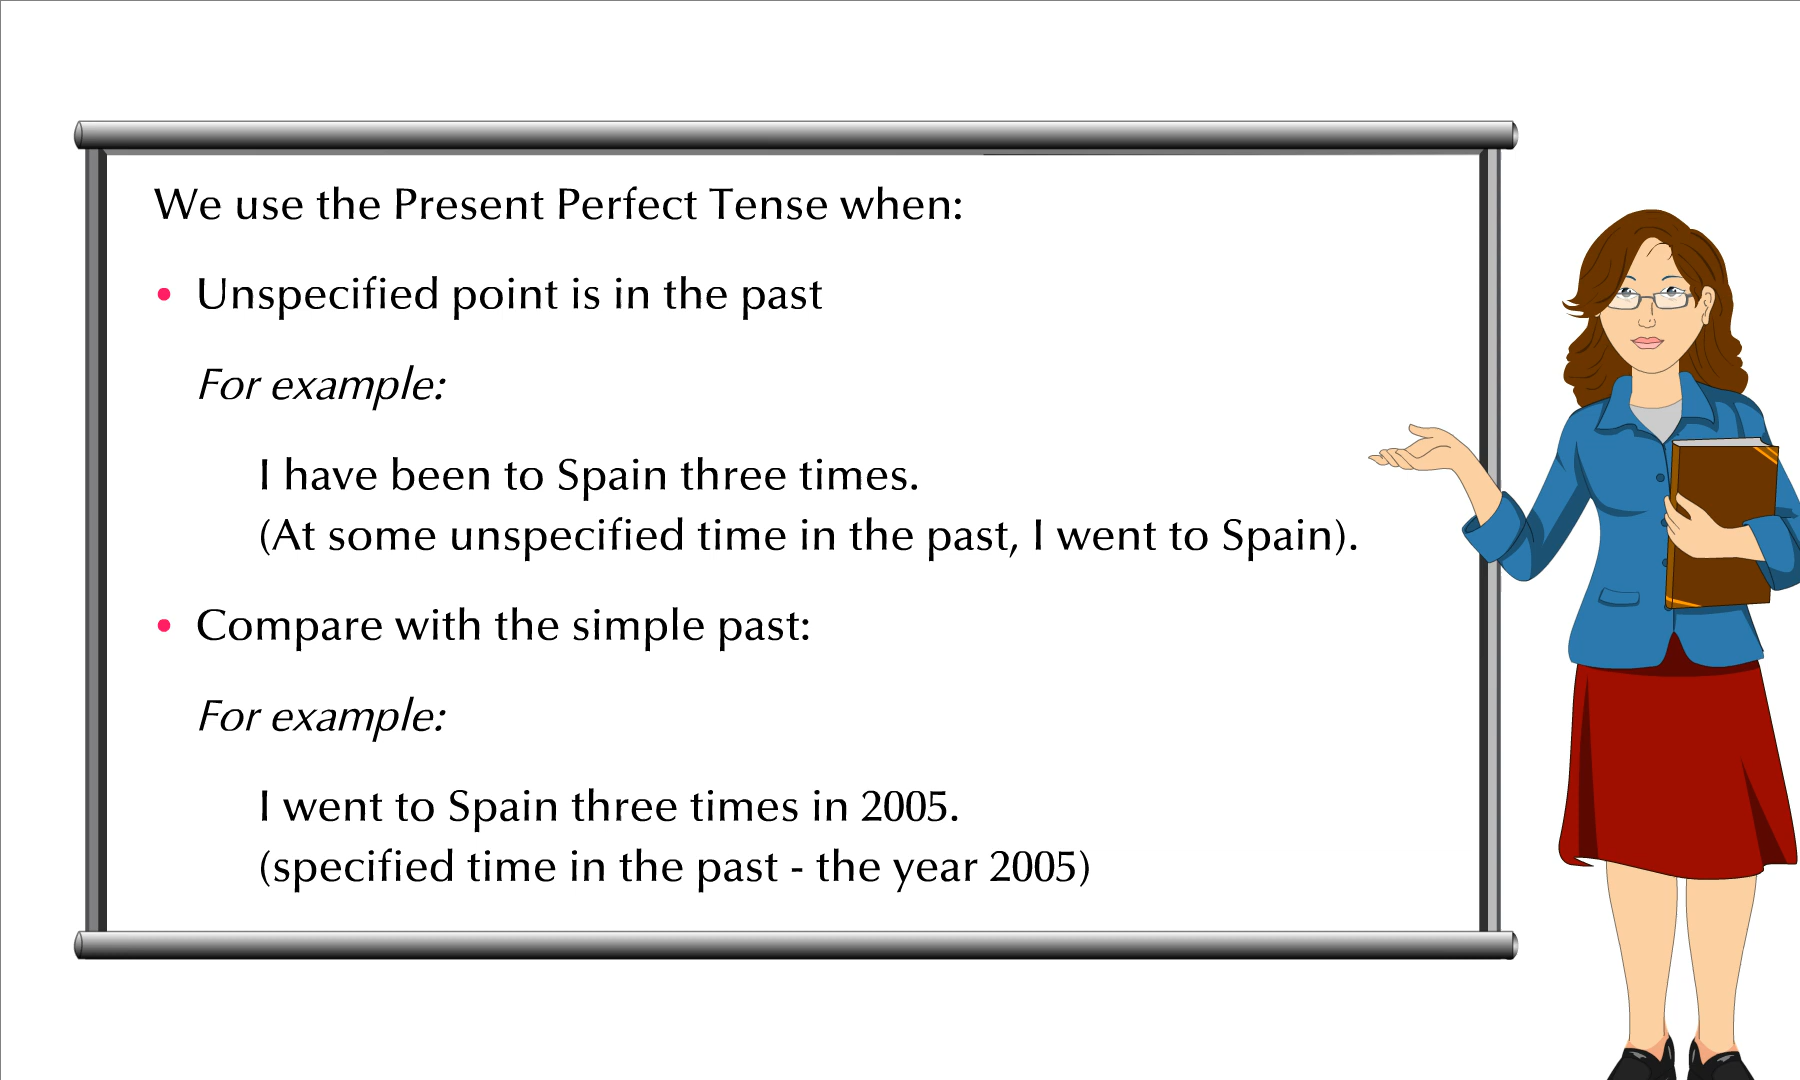 We use the Present Perfect Tense when:
• Unspecified point is in the past
For example:
I have been to Spain three times.
(At some unspecified time in the past, I went to Spain).
• Compare with the simple past:
For example:
I went to Spain three times in 2005.
(specified time in the past - the year 2005)